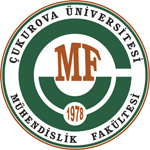 ÇUKUROVA ÜNİVERSİTESİ
MF
1978
MÜHENDİSLİK FAKÜLTESİ